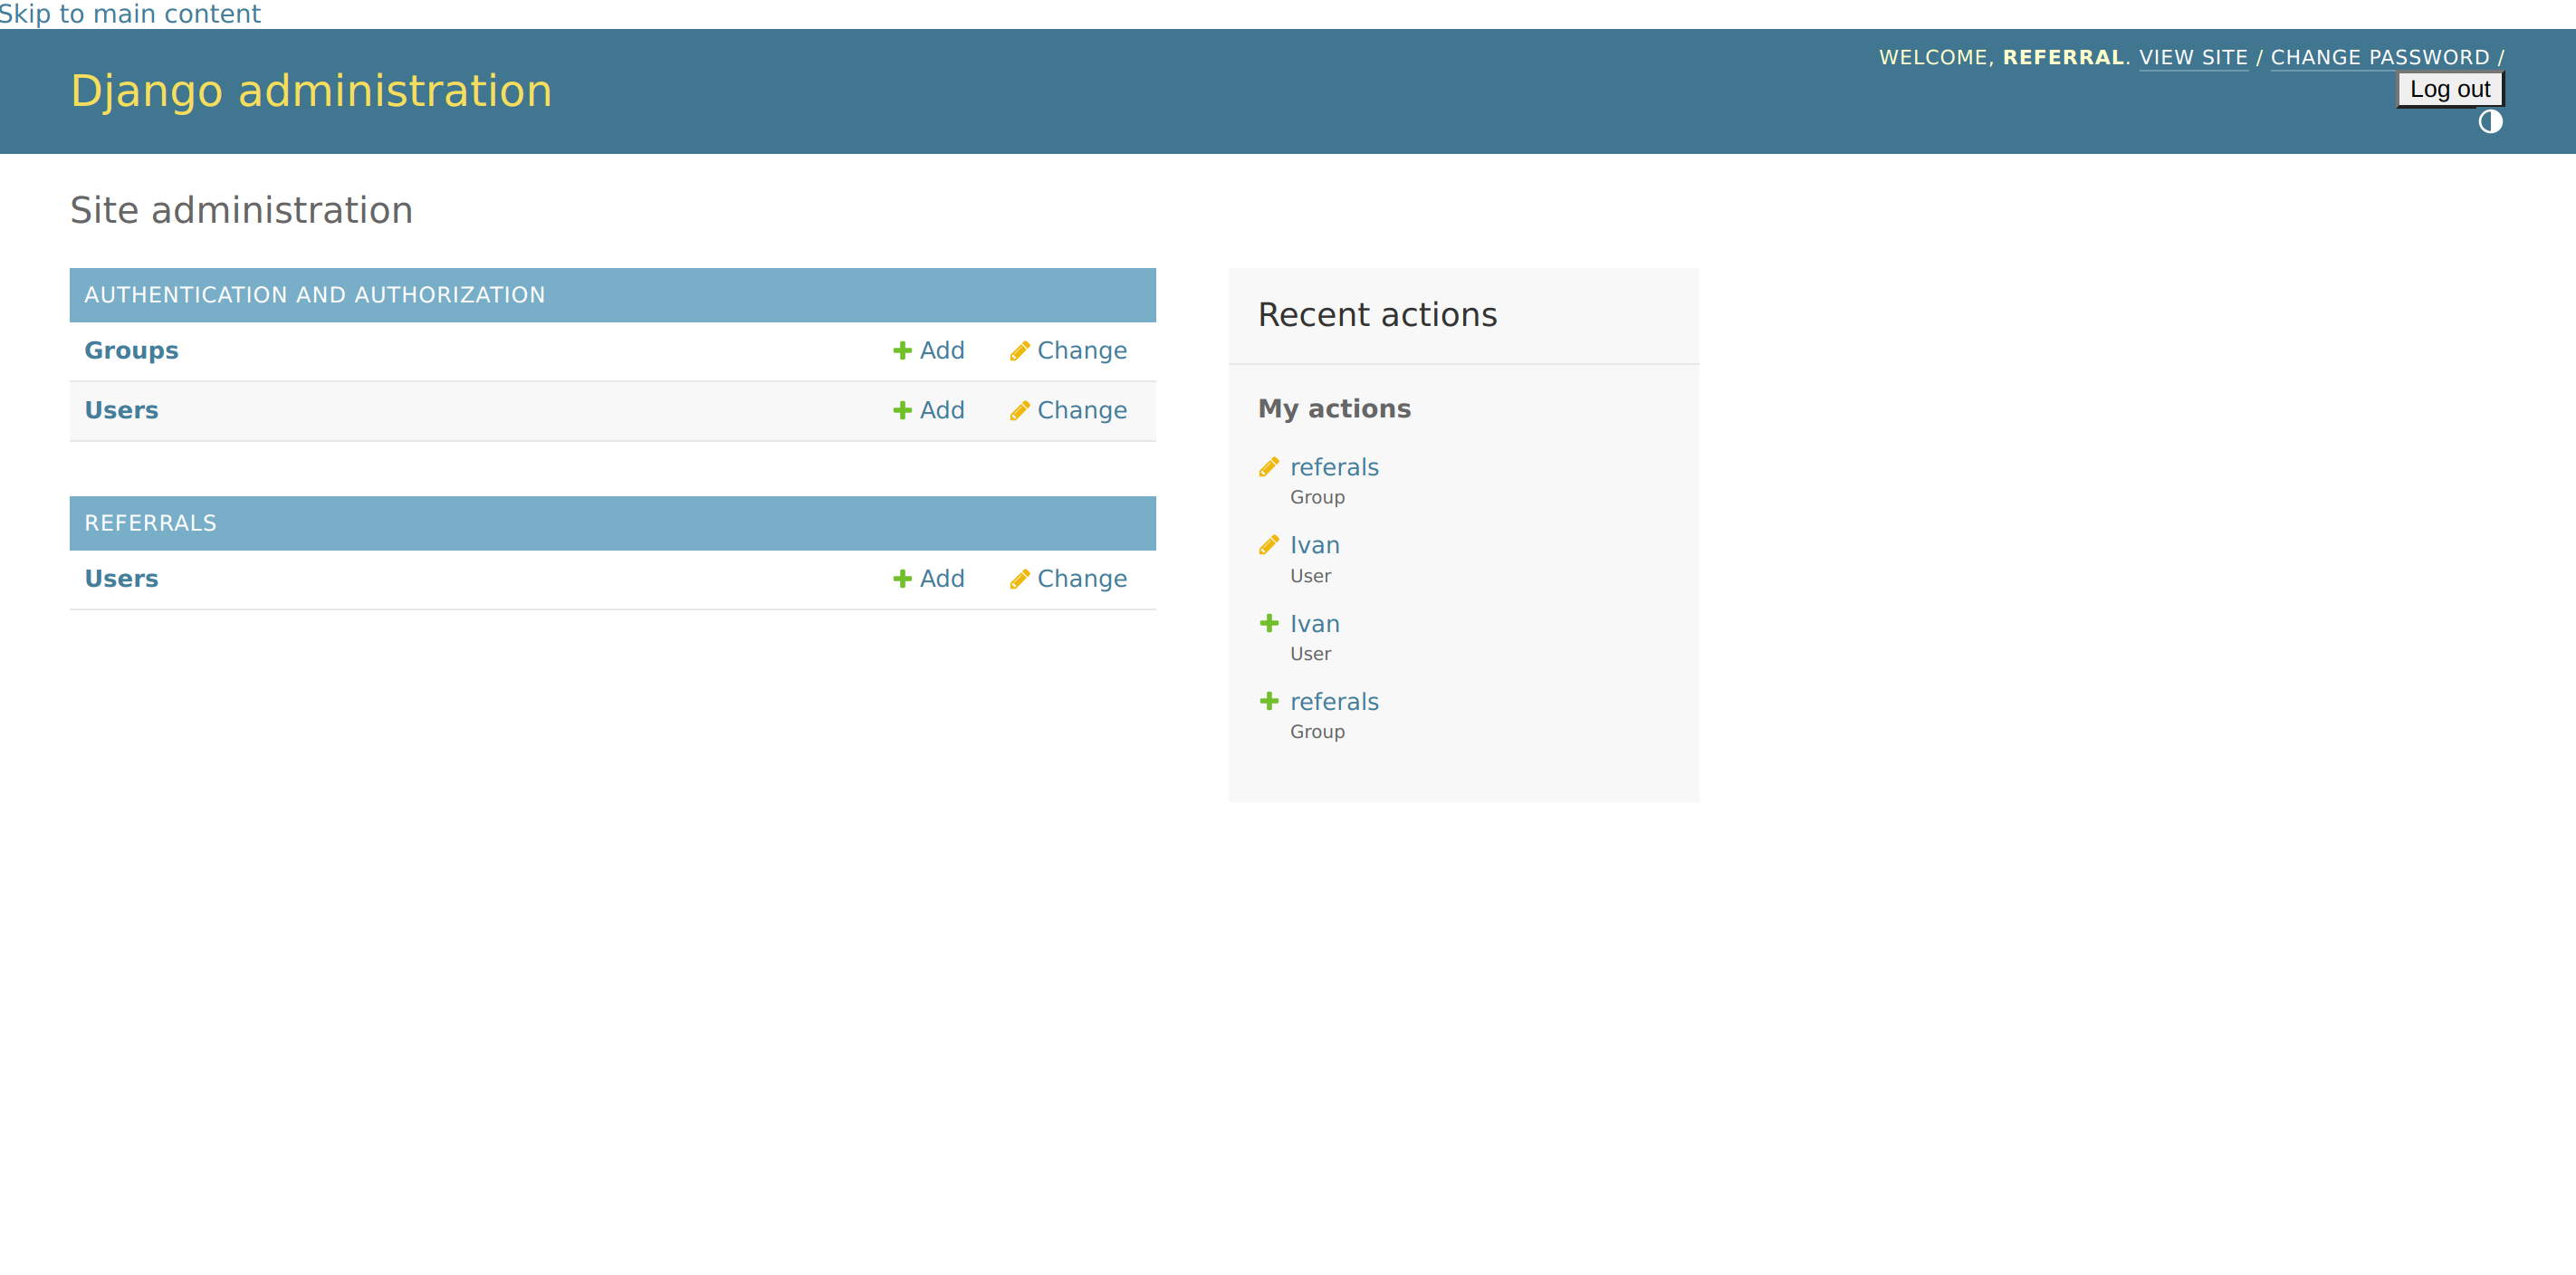 Skip to main content
WELCOME, REFERRAL. VIEW SITE / CHANGE PASSWORD /
Django administration
Log out
Site administration
AUTHENTICATION AND AUTHORIZATION
Groups Add Change
Users Add Change
REFERRALS
Users Add Change
Recent actions
My actions
referals
Group
Ivan
User
Ivan
User
referals
Group